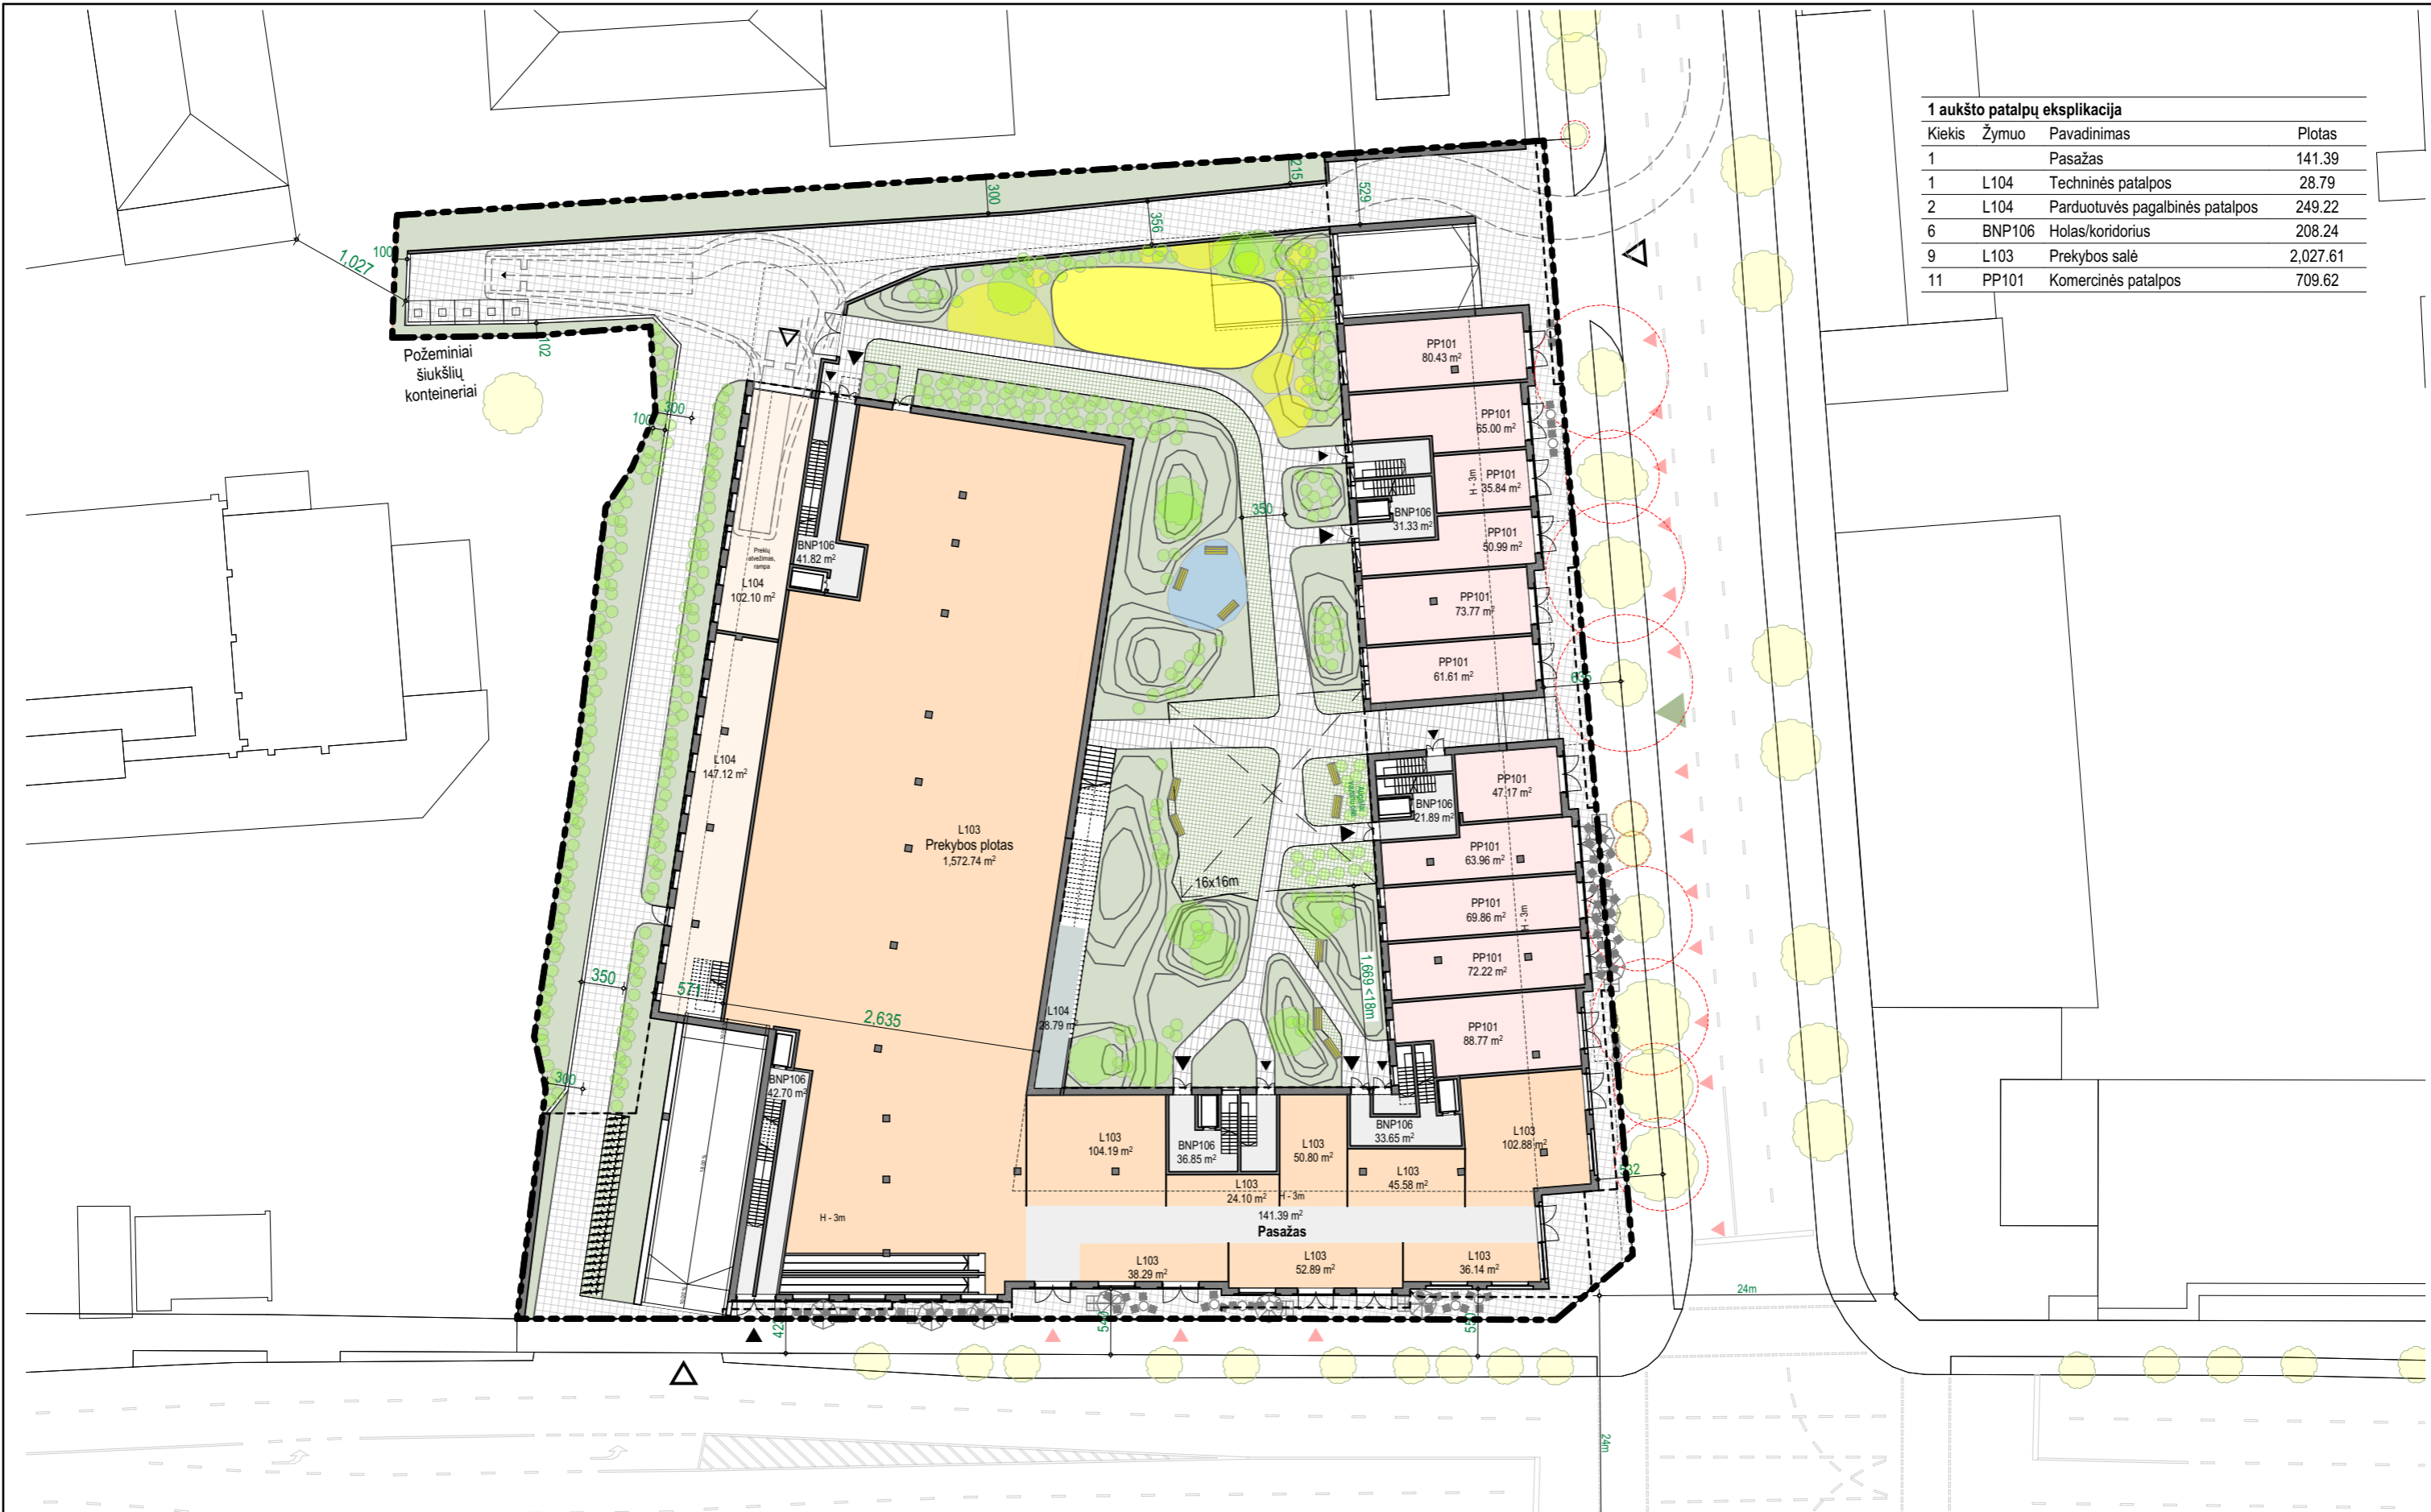 1 aukšto patalpų eksplikacija
Kiekis Žymuo Pavadinimas Plotas
1 Pasažas 141.39
1 L104 Techninės patalpos 28.79
2 L104 Parduotuvės pagalbinės patalpos 249.22
6 BNP106 Holas/koridorius 208.24
9 L103 Prekybos salė 2,027.61
11 PP101 Komercinės patalpos 709.62
215
529
300
356
100
1,027
102
Požeminiai
šiukšlių
konteineriai
100
300
PP101
80.43 m²
PP101
65.00 m²
PP101
35.84 m²
H - 3m
BNP106
31.33 m²
PP101
50.99 m²
350
PP101
73.77 m²
PP101
61.61 m²
635
Prekių
atvežimas,
rampa
BNP106
41.82 m²
L104
102.10 m²
L104
147.12 m²
L103
Prekybos plotas
1,572.74 m²
PP101
47.17 m²
BNP106
21.89 m²
PP101
63.96 m²
16x16m
PP101
69.86 m²
H - 3m
PP101
72.22 m²
1,669 <18m
350
571
2,635
L104
28.79 m²
PP101
88.77 m²
300
BNP106
42.70 m²
L103
104.19 m²
BNP106
36.85 m²
L103
50.80 m²
BNP106
33.65 m²
L103
102.88 m²
L103
24.10 m²
H - 3m
L103
45.58 m²
532
H - 3m
141.39 m²
Pasažas
L103
38.29 m²
L103
52.89 m²
L103
36.14 m²
24m
24m